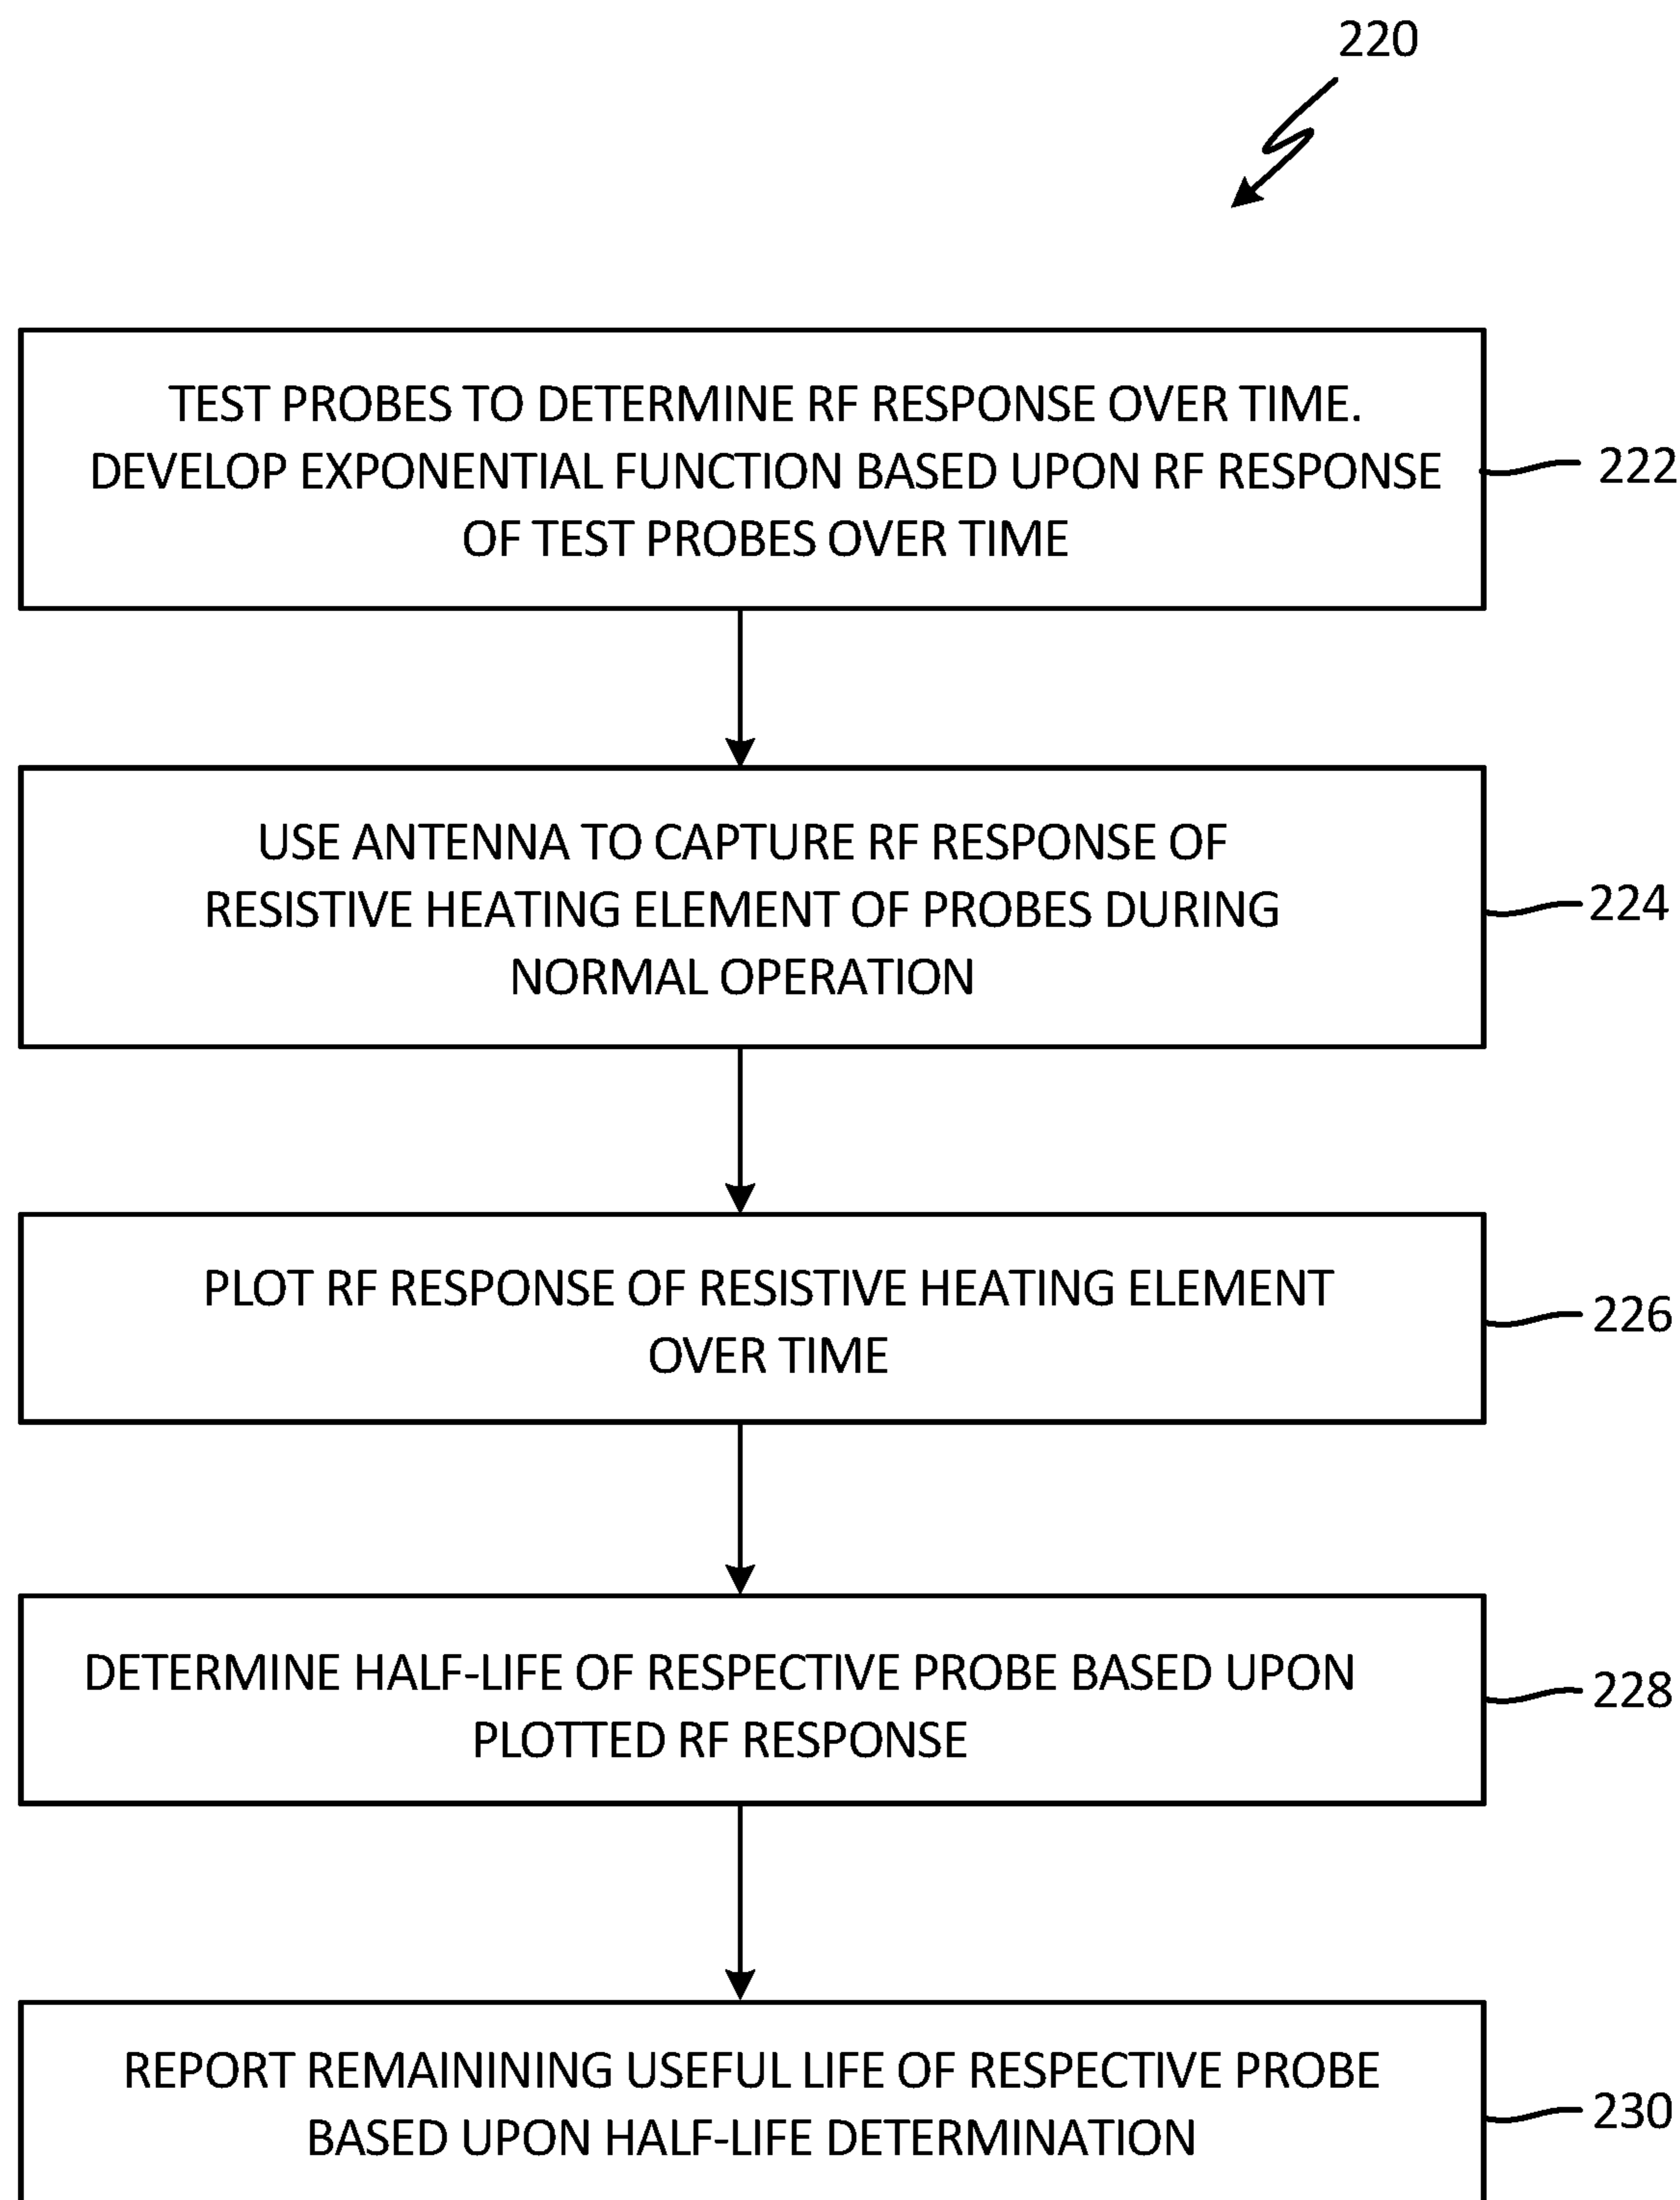 220
TEST PROBES TO DETERMINE RF RESPONSE OVER TIME.
DEVELOP EXPONENTIAL FUNCTION BASED UPON RF RESPONSE
OF TEST PROBES OVER TIME
222
USE ANTENNA TO CAPTURE RF RESPONSE OF
RESISTIVE HEATING ELEMENT OF PROBES DURING
NORMAL OPERATION
224
PLOT RF RESPONSE OF RESISTIVE HEATING ELEMENT
OVER TIME
226
DETERMINE HALF-LIFE OF RESPECTIVE PROBE BASED UPON
PLOTTED RF RESPONSE
228
REPORT REMAINING USEFUL LIFE OF RESPECTIVE PROBE
BASED UPON HALF-LIFE DETERMINATION
230